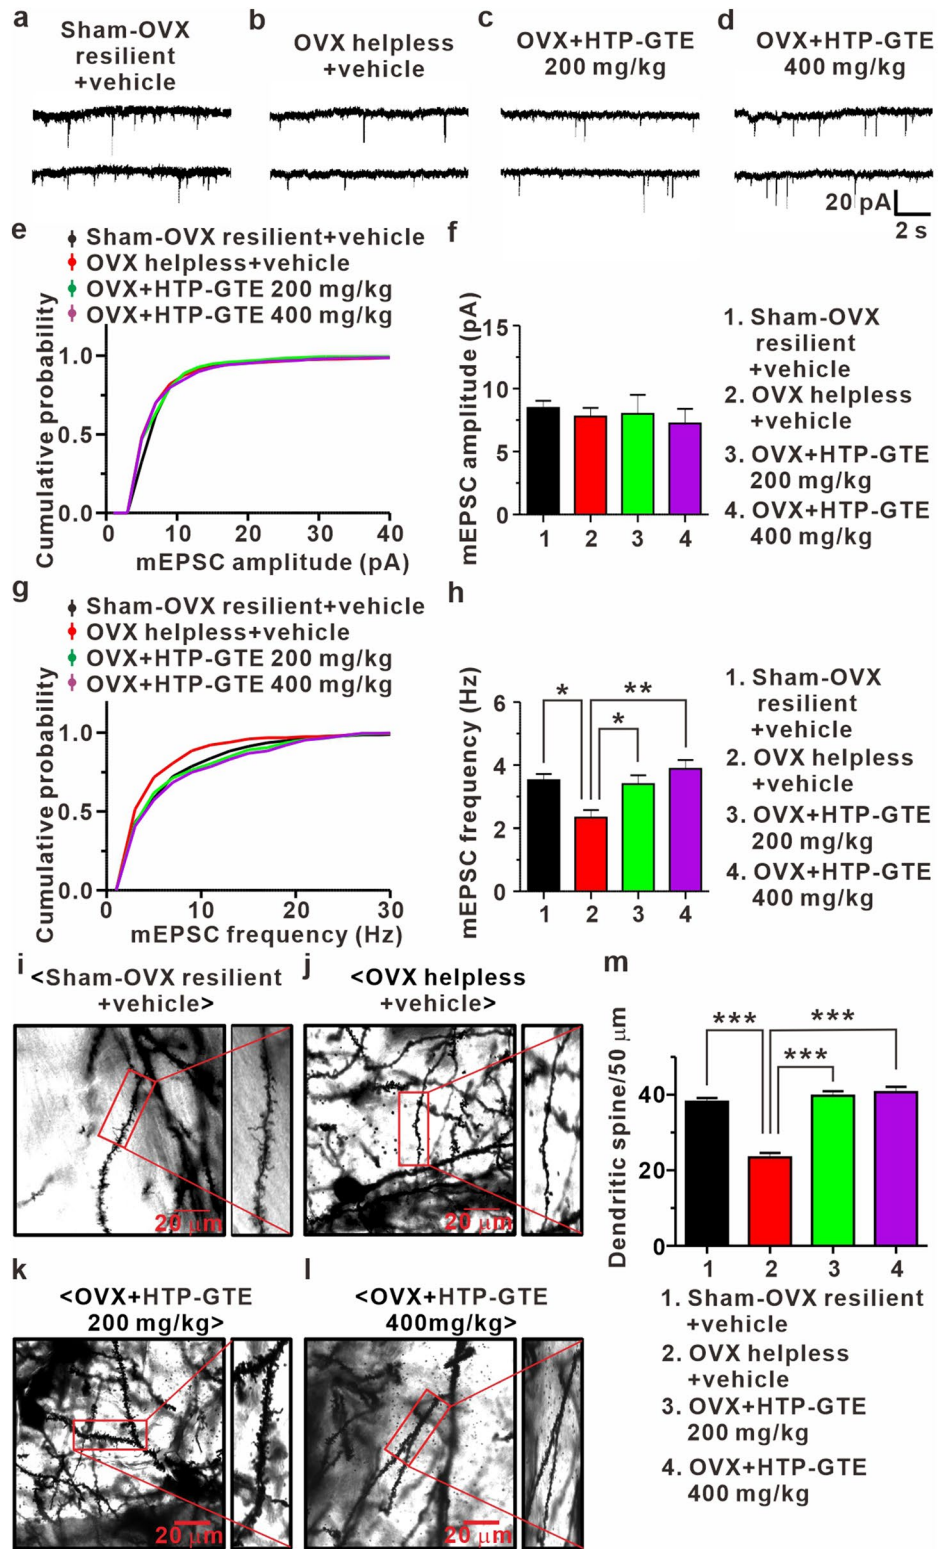 a
Sham-OVX
resilient
+vehicle
b
OVX helpless
+vehicle
c
OVX+HTP-GTE
200 mg/kg
d
OVX+HTP-GTE
400 mg/kg
20 pA
2 s
e
Sham-OVX resilient+vehicle
OVX helpless+vehicle
OVX+HTP-GTE 200 mg/kg
OVX+HTP-GTE 400 mg/kg
Cumulative probability
1.0
0.5
0.0
0
10
20
30
40
mEPSC amplitude (pA)
f
mEPSC amplitude (pA)
15
10
5
0
1
2
3
4
1. Sham-OVX
resilient
+vehicle
2. OVX helpless
+vehicle
3. OVX+HTP-GTE
200 mg/kg
4. OVX+HTP-GTE
400 mg/kg
g
Sham-OVX resilient+vehicle
OVX helpless+vehicle
OVX+HTP-GTE 200 mg/kg
OVX+HTP-GTE 400 mg/kg
Cumulative probability
1.0
0.5
0.0
0
10
20
30
mEPSC frequency (Hz)
h
mEPSC frequency (Hz)
6
4
2
0
*
**
*
1
2
3
4
1. Sham-OVX
resilient
+vehicle
2. OVX helpless
+vehicle
3. OVX+HTP-GTE
200 mg/kg
4. OVX+HTP-GTE
400 mg/kg
i
<Sham-OVX resilient
+vehicle>
20 μm
j
<OVX helpless
+vehicle>
20 μm
k
<OVX+HTP-GTE
200 mg/kg>
20 μm
l
<OVX+HTP-GTE
400mg/kg>
20 μm
m
Dendritic spine/50 μm
40
20
0
***
***
***
1
2
3
4
1. Sham-OVX resilient
+vehicle
2. OVX helpless
+vehicle
3. OVX+HTP-GTE
200 mg/kg
4. OVX+HTP-GTE
400 mg/kg